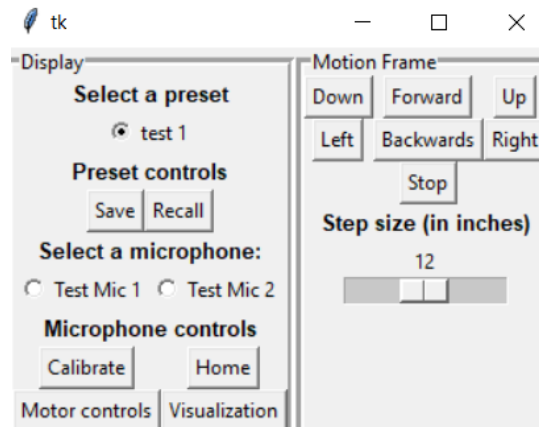 tk
Display
Select a preset
test 1
Preset controls
Save Recall
Select a microphone:
Test Mic 1 Test Mic 2
Microphone controls
Calibrate Home
Motor controls Visualization
Motion Frame
Down Forward Up
Left Backwards Right
Stop
Step size (in inches)
12